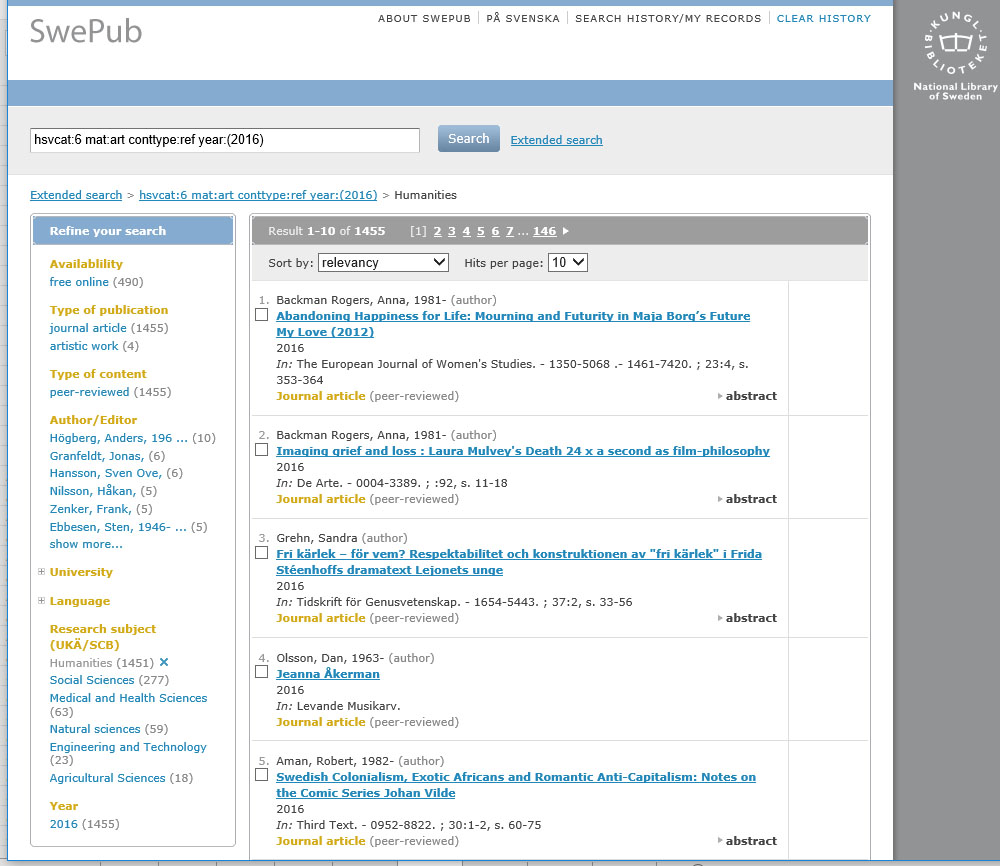 SwePub
ABOUT SWEPUB
PÅ SVENSKA
SEARCH HISTORY/MY RECORDS
CLEAR HISTORY
KUNGL.
BIBLIOTEKET
National Library
of Sweden
hsvcat:6 mat:art conttype:ref year:(2016)
Search
Extended search
Extended search > hsvcat:6 mat:art conttype:ref year:(2016) > Humanities
Refine your search
Availablility
free online (490)
Type of publication
journal article (1455)
artistic work (4)
Type of content
peer-reviewed (1455)
Author/Editor
Högberg, Anders, 196 ... (10)
Granfeldt, Jonas, (6)
Hansson, Sven Ove, (6)
Nilsson, Håkan, (5)
Zenker, Frank, (5)
Ebbesen, Sten, 1946- ... (5)
show more...
University
Language
Research subject
(UKÄ/SCB)
Humanities (1451) ×
Social Sciences (277)
Medical and Health Sciences
(63)
Natural sciences (59)
Engineering and Technology
(23)
Agricultural Sciences (18)
Year
2016 (1455)
Result 1-10 of 1455 [1] 2 3 4 5 6 7 ... 146
Sort by: relevancy Hits per page: 10
1. Backman Rogers, Anna, 1981- (author)
Abandoning Happiness for Life: Mourning and Futurity in Maja Borg's Future
My Love (2012)
2016
In: The European Journal of Women's Studies. - 1350-5068 .- 1461-7420. ; 23:4, s.
353-364
Journal article (peer-reviewed) abstract
2. Backman Rogers, Anna, 1981- (author)
Imaging grief and loss : Laura Mulvey's Death 24 x a second as film-philosophy
2016
In: De Arte. - 0004-3389. ; :92, s. 11-18
Journal article (peer-reviewed) abstract
3. Grehn, Sandra (author)
Fri kärlek – för vem? Respektabilitet och konstruktionen av "fri kärlek" i Frida
Stéenhoffs dramatext Lejonets unge
2016
In: Tidskrift för Genusvetenskap. - 1654-5443. ; 37:2, s. 33-56
Journal article (peer-reviewed) abstract
4. Olsson, Dan, 1963- (author)
Jeanna Åkerman
2016
In: Levande Musikarv.
Journal article (peer-reviewed)
5. Aman, Robert, 1982- (author)
Swedish Colonialism, Exotic Africans and Romantic Anti-Capitalism: Notes on
the Comic Series Johan Vilde
2016
In: Third Text. - 0952-8822. ; 30:1-2, s. 60-75
Journal article (peer-reviewed) abstract